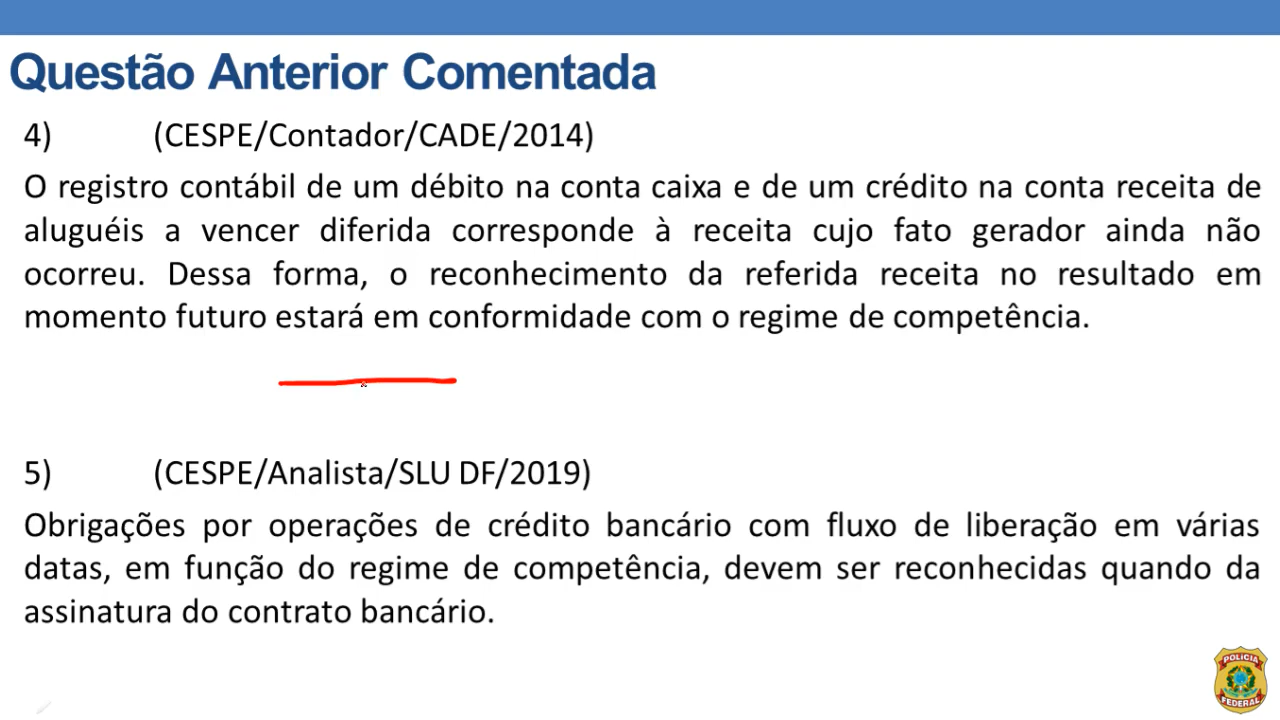 Questão Anterior Comentada
4) (CESPE/Contador/CADE/2014)
O registro contábil de um débito na conta caixa e de um crédito na conta receita de
aluguéis a vencer diferida corresponde à receita cujo fato gerador ainda não
ocorreu. Dessa forma, o reconhecimento da referida receita no resultado em
momento futuro estará em conformidade com o regime de competência.
5) (CESPE/Analista/SLU DF/2019)
Obrigações por operações de crédito bancário com fluxo de liberação em várias
datas, em função do regime de competência, devem ser reconhecidas quando da
assinatura do contrato bancário.
POLÍCIA
FEDERAL